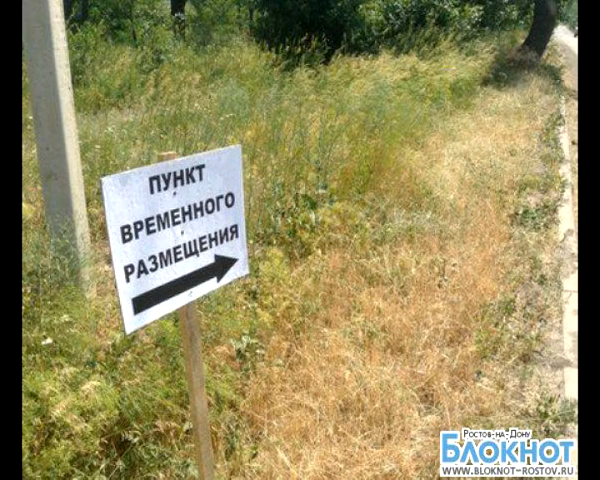 ПУНКТ
ВРЕМЕННОГО
РАЗМЕЩЕНИЯ
Ростов-на-Дону
БЛОКНОТ
WWW.BLOKNOT-ROSTOV.RU